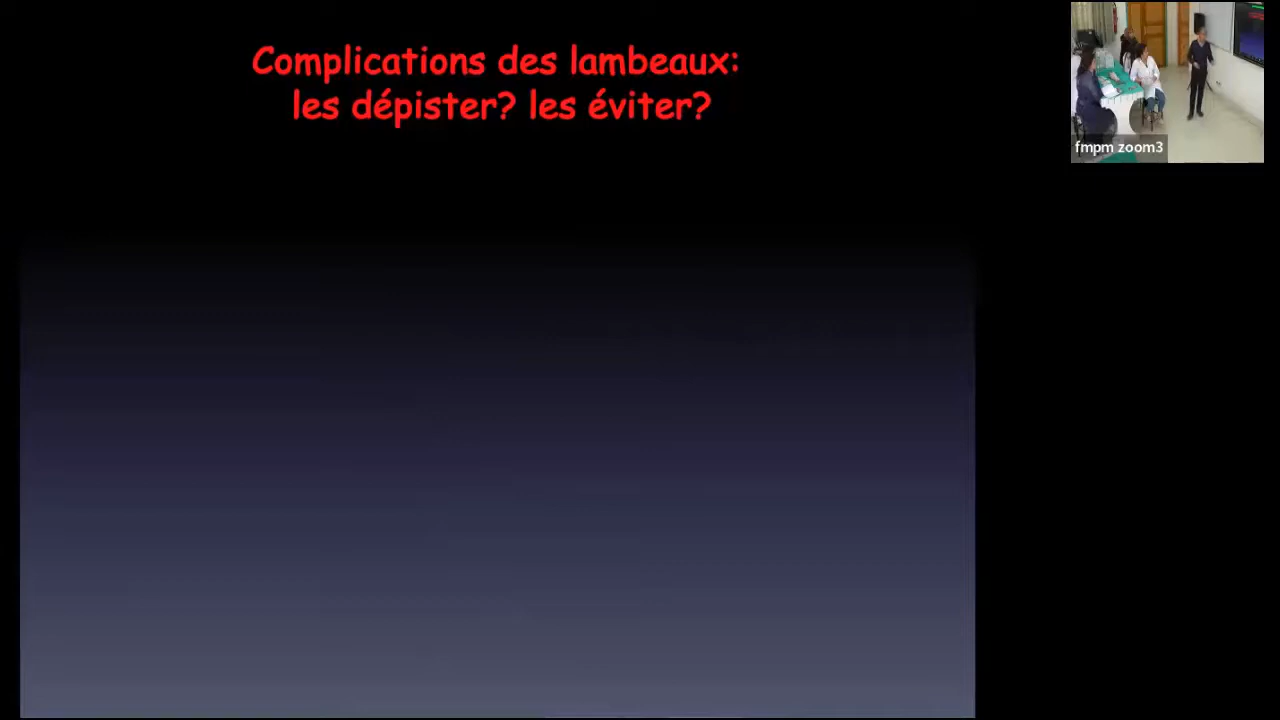 Complications des lambeaux:
les dépister? les éviter?
fmpm zoom3